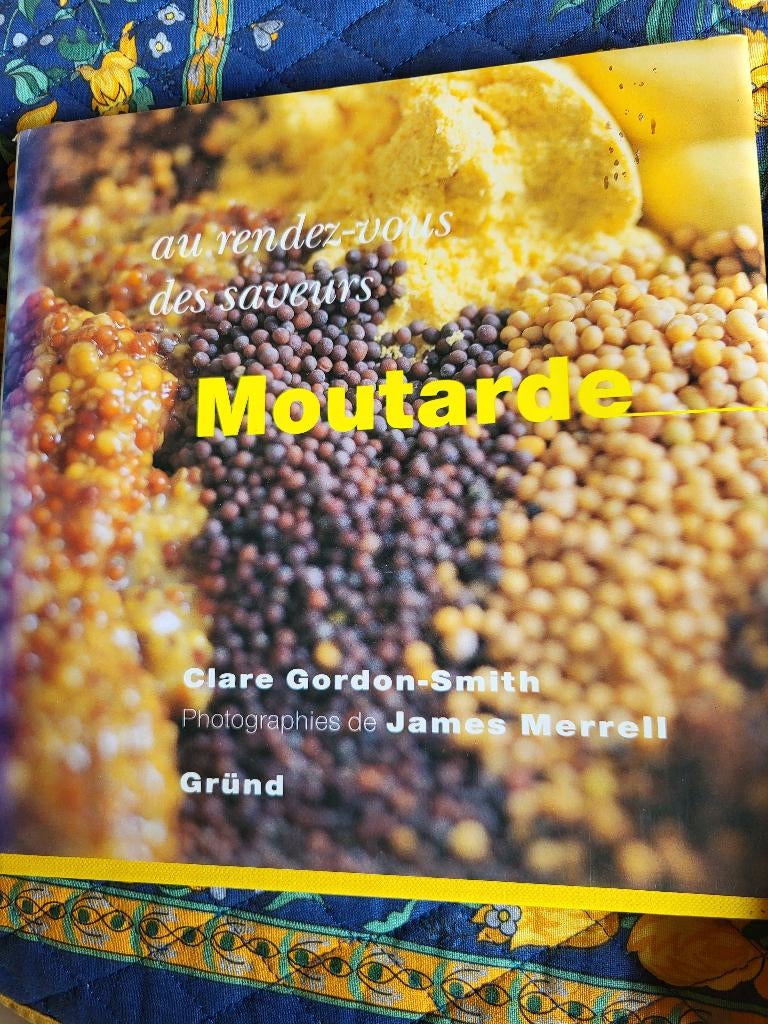 au rendez-vous
des saveurs
Moutarde
Clare Gordon-Smith
Photographies de James Merrell
Gründ